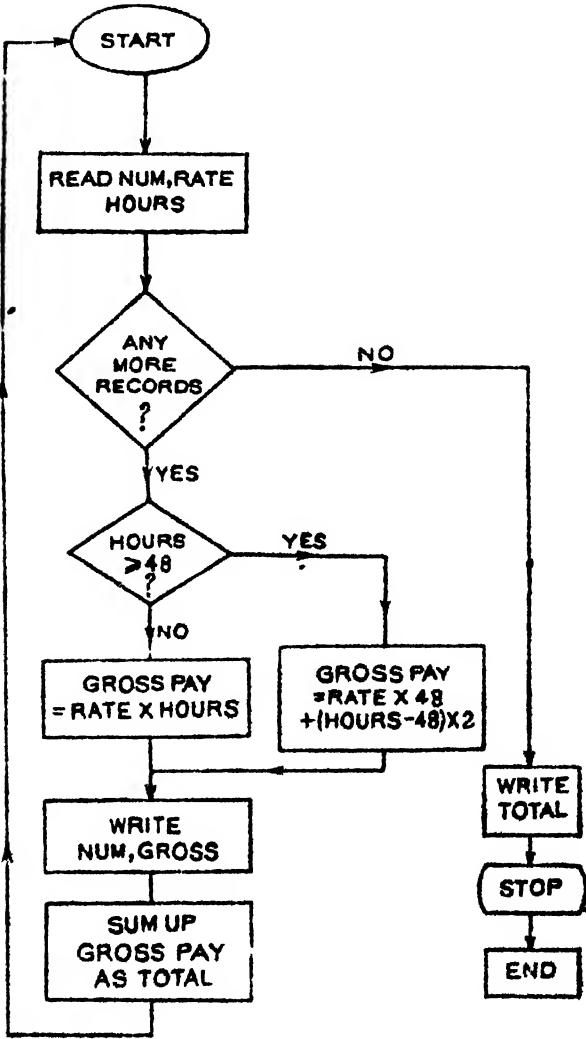 START
READ NUM,RATE
HOURS
ANY
MORE
RECORDS
?
NO
YES
HOURS
⩾48
?
YES
NO
GROSS PAY
= RATE X HOURS
GROSS PAY
=RATE X 48
+(HOURS-48)X2
WRITE
NUM,GROSS
SUM UP
GROSS PAY
AS TOTAL
WRITE
TOTAL
STOP
END